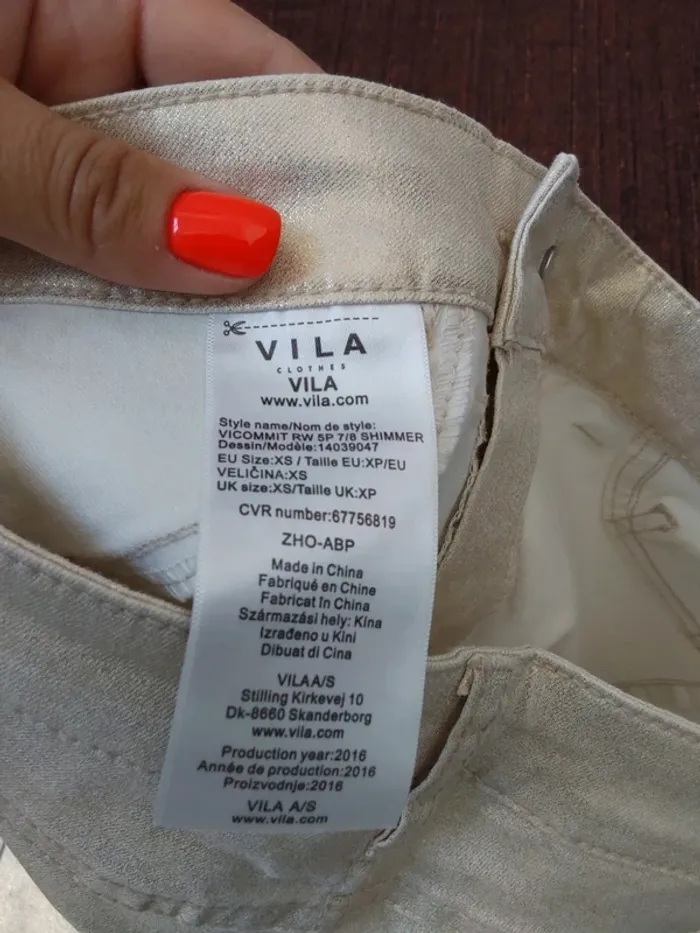 VILA
CLOTHES
VILA
www.vila.com
Style name/Nom de style:
VICOMMIT RW 5P 7/8 SHIMMER
Dessin/Modèle:14039047
EU Size:XS / Taille EU:XP/EU
VELIČINA:XS
UK size:XS/Taille UK:XP
CVR number:67756819
ZHO-ABP
Made in China
Fabriqué en Chine
Fabricat în China
Származási hely: Kína
Izrađeno u Kini
Dibuat di Cina
VILA A/S
Stilling Kirkevej 10
Dk-8660 Skanderborg
www.vila.com
Production year:2016
Année de production:2016
Proizvodnje:2016
VILA A/S
www.vila.com